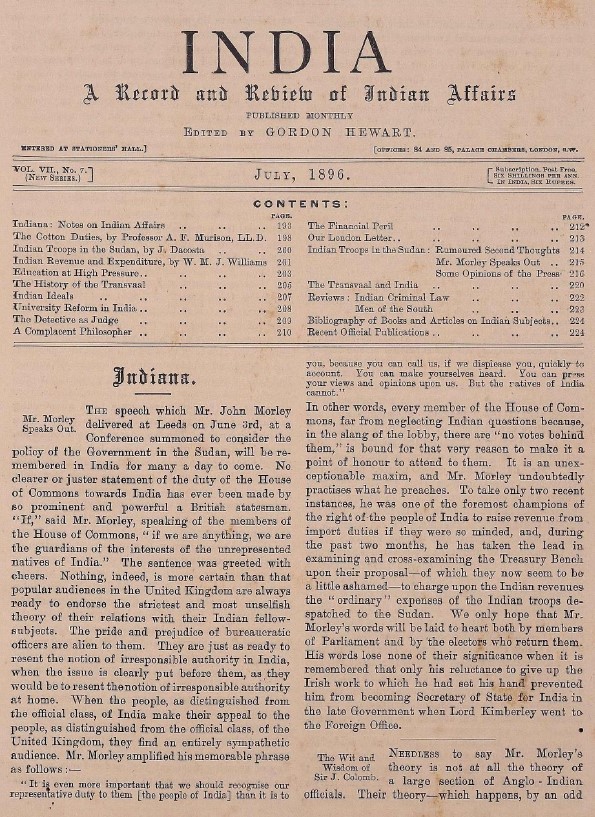 INDIA
A Record and Review of Indian Affairs
PUBLISHED MONTHLY
EDITED BY GORDON HEWART.
ENTERED AT STATIONERS' HALL.]
[OFFICES: 84 AND 85, PALACE CHAMBERS, LONDON, S.W.
VOL. VII., No. 7.
(NEW SERIES.) ]
JULY, 1896.
[ Subscription, Post Free,
SIX SHILLINGS PER ANN.
IN INDIA, SIX RUPEES.
CONTENTS:
PAGE.
Indiana: Notes on Indian Affairs .. .. .. 193
The Cotton Duties, by Professor A. F. Murison, LL.D. 198
Indian Troops in the Sudan, by J. Dacosta .. .. 200
Indian Revenue and Expenditure, by W. M. J. Williams 201
Education at High Pressure.. .. .. .. 203
The History of the Transvaal .. .. .. 205
Indian Ideals .. .. .. .. .. 207
University Reform in India .. .. .. .. 208
The Detective as Judge .. .. .. .. 209
A Complacent Philosopher .. .. .. .. 210
PAGE.
The Financial Peril .. .. .. .. 212
Our London Letter.. .. .. .. .. 213
Indian Troops in the Sudan: Rumoured Second Thoughts 214
Mr. Morley Speaks Out .. .. 215
Some Opinions of the Press 216
The Transvaal and India .. .. .. .. 220
Reviews: Indian Criminal Law .. .. .. 222
Men of the South .. .. .. 223
Bibliography of Books and Articles on Indian Subjects.. 224
Recent Official Publications .. .. .. .. 224
Indiana.
Mr. Morley
Speaks Out.
THE speech which Mr. John Morley
delivered at Leeds on June 3rd, at a
Conference summoned to consider the
policy of the Government in the Sudan, will be re-
membered in India for many a day to come. No
clearer or juster statement of the duty of the House
of Commons towards India has ever been made by
so prominent and powerful a British statesman.
"If," said Mr. Morley, speaking of the members of
the House of Commons, "if we are anything, we are
the guardians of the interests of the unrepresented
natives of India." The sentence was greeted with
cheers. Nothing, indeed, is more certain than that
popular audiences in the United Kingdom are always
ready to endorse the strictest and most unselfish
theory of their relations with their Indian fellow-
subjects. The pride and prejudice of bureaucratic
officers are alien to them. They are just as ready to
resent the notion of irresponsible authority in India,
when the issue is clearly put before them, as they
would be to resent the notion of irresponsible authority
at home. When the people, as distinguished from
the official class, of India make their appeal to the
people, as distinguished from the official class, of the
United Kingdom, they find an entirely sympathetic
audience. Mr. Morley amplified his memorable phrase
as follows:—
"It is even more important that we should recognise our
representative duty to them [the people of India] than it is to
you, because you can call us, if we displease you, quickly to
account. You can make yourselves heard. You can press
your views and opinions upon us. But the natives of India
cannot."
In other words, every member of the House of Com-
mons, far from neglecting Indian questions because,
in the slang of the lobby, there are "no votes behind
them," is bound for that very reason to make it a
point of honour to attend to them. It is an unex-
ceptionable maxim, and Mr. Morley undoubtedly
practises what he preaches. To take only two recent
instances, he was one of the foremost champions of
the right of the people of India to raise revenue from
import duties if they were so minded, and, during
the past two months, he has taken the lead in
examining and cross-examining the Treasury Bench
upon their proposal—of which they now seem to be
a little ashamed—to charge upon the Indian revenues
the "ordinary" expenses of the Indian troops de-
spatched to the Sudan. We only hope that Mr.
Morley's words will be laid to heart both by members
of Parliament and by the electors who return them.
His words lose none of their significance when it is
remembered that only his reluctance to give up the
Irish work to which he had set his hand prevented
him from becoming Secretary of State for India in
the late Government when Lord Kimberley went to
the Foreign Office.
The Wit and
Wisdom of
Sir J. Colomb.
NEEDLESS to say Mr. Morley's
theory is not at all the theory of
a large section of Anglo-Indian
officials. Their theory—which happens, by an odd